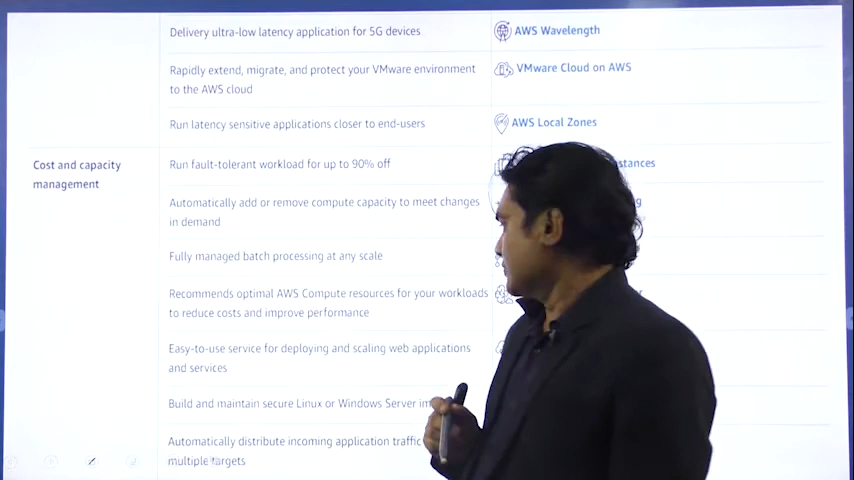 Delivery ultra-low latency application for 5G devices
AWS Wavelength
Rapidly extend, migrate, and protect your VMware environment
to the AWS cloud
VMware Cloud on AWS
Run latency sensitive applications closer to end-users
AWS Local Zones
Cost and capacity
management
Run fault-tolerant workload for up to 90% off
Automatically add or remove compute capacity to meet changes
in demand
Fully managed batch processing at any scale
Recommends optimal AWS Compute resources for your workloads
to reduce costs and improve performance
Easy-to-use service for deploying and scaling web applications
and services
Build and maintain secure Linux or Windows Server
Automatically distribute incoming application traffic
multiple targets